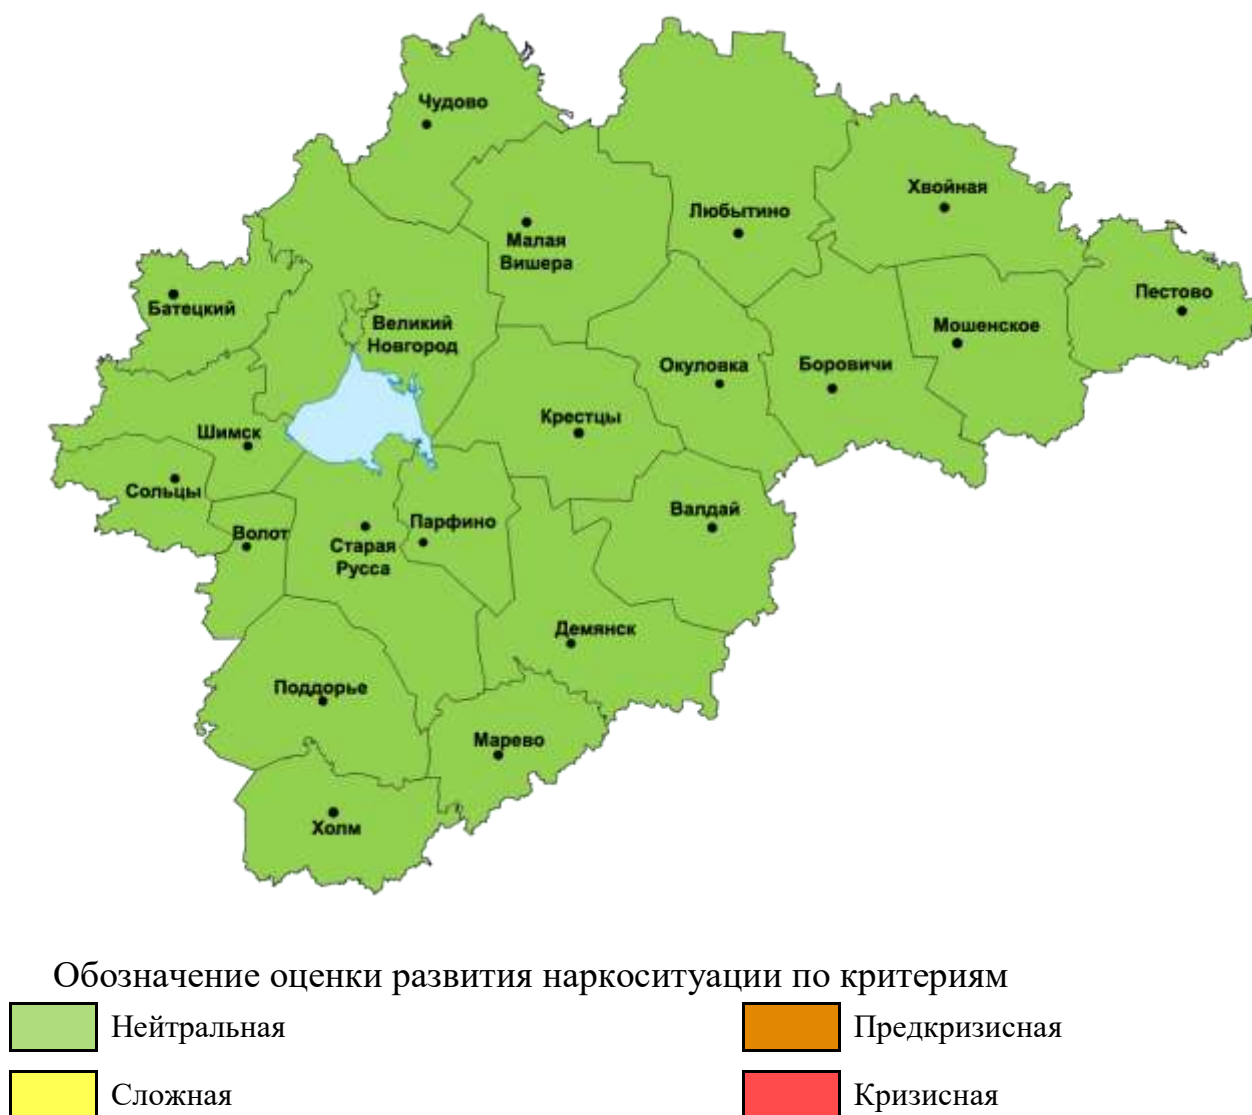 Чудово
Хвойная
Любытино
Малая
Вишера
Пестово
Батецкий
Великий
Новгород
Мошенское
Окуловка
Боровичи
Крестцы
Шимск
Сольцы
Валдай
Парфино
Волот
Старая
Русса
Демянск
Поддорье
Марево
Холм
Обозначение оценки развития наркоситуации по критериям
Нейтральная
Предкризисная
Сложная
Кризисная